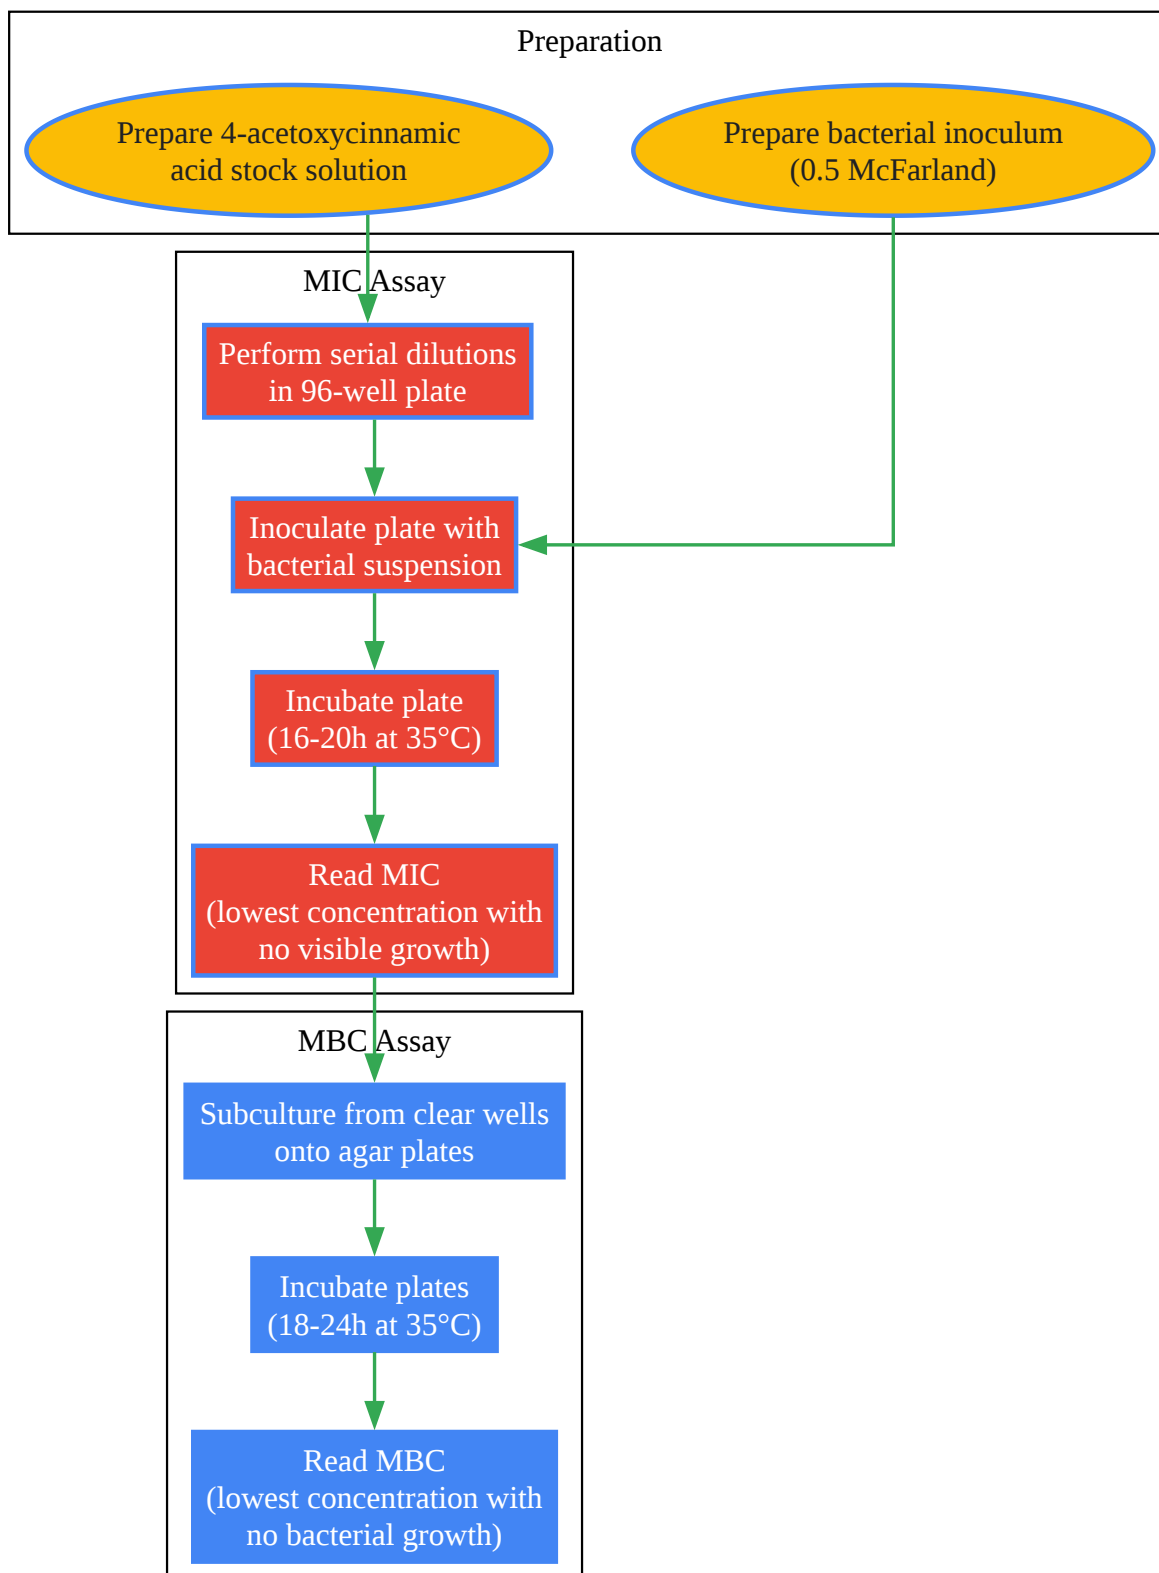 Preparation
Prepare 4-acetoxycinnamic
acid stock solution
Prepare bacterial inoculum
(0.5 McFarland)
MIC Assay
Perform serial dilutions
in 96-well plate
Inoculate plate with
bacterial suspension
Incubate plate
(16-20h at 35°C)
Read MIC
(lowest concentration with
no visible growth)
MBC Assay
Subculture from clear wells
onto agar plates
Incubate plates
(18-24h at 35°C)
Read MBC
(lowest concentration with
no bacterial growth)